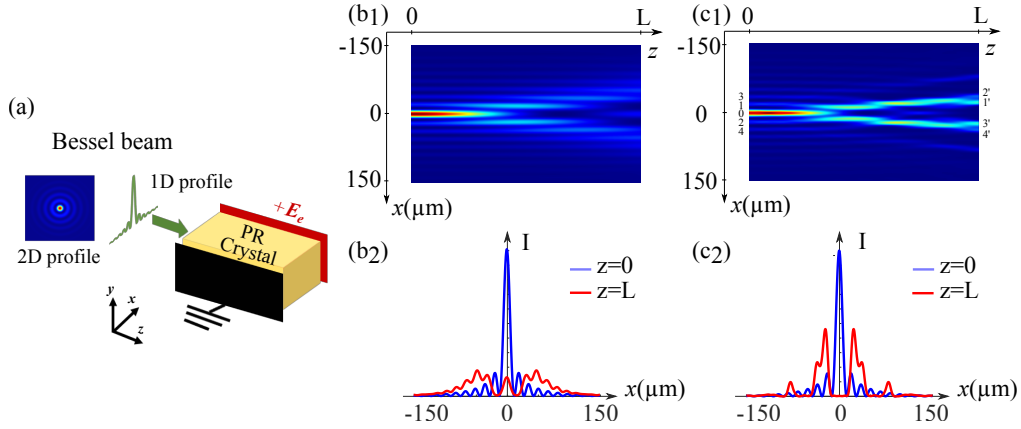 (a)
Bessel beam
1D profile
2D profile
+Eₑ
PR
Crystal
y
x
z
(b₁)
0
L
z
-150
0
150
x(μm)
(c₁)
0
L
z
-150
0
150
x(μm)
3
1
0
2
4
2'
1'
3'
4'
(b₂)
I
z=0
z=L
x(μm)
-150
0
150
(c₂)
I
z=0
z=L
x(μm)
-150
0
150